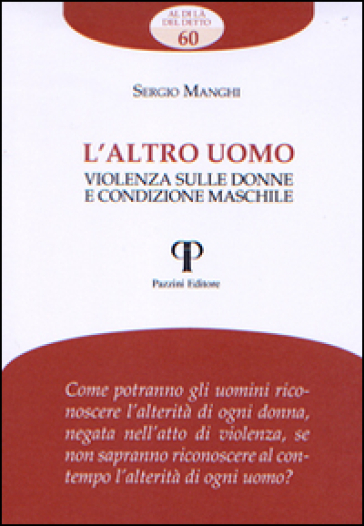 AL DI LÀ
DEL DETTO
60
SERGIO MANGHI
L'ALTRO UOMO
VIOLENZA SULLE DONNE
E CONDIZIONE MASCHILE
P
Pazzini Editore
Come potranno gli uomini rico-
noscere l'alterità di ogni donna,
negata nell'atto di violenza, se
non sapranno riconoscere al con-
tempo l'alterità di ogni uomo?